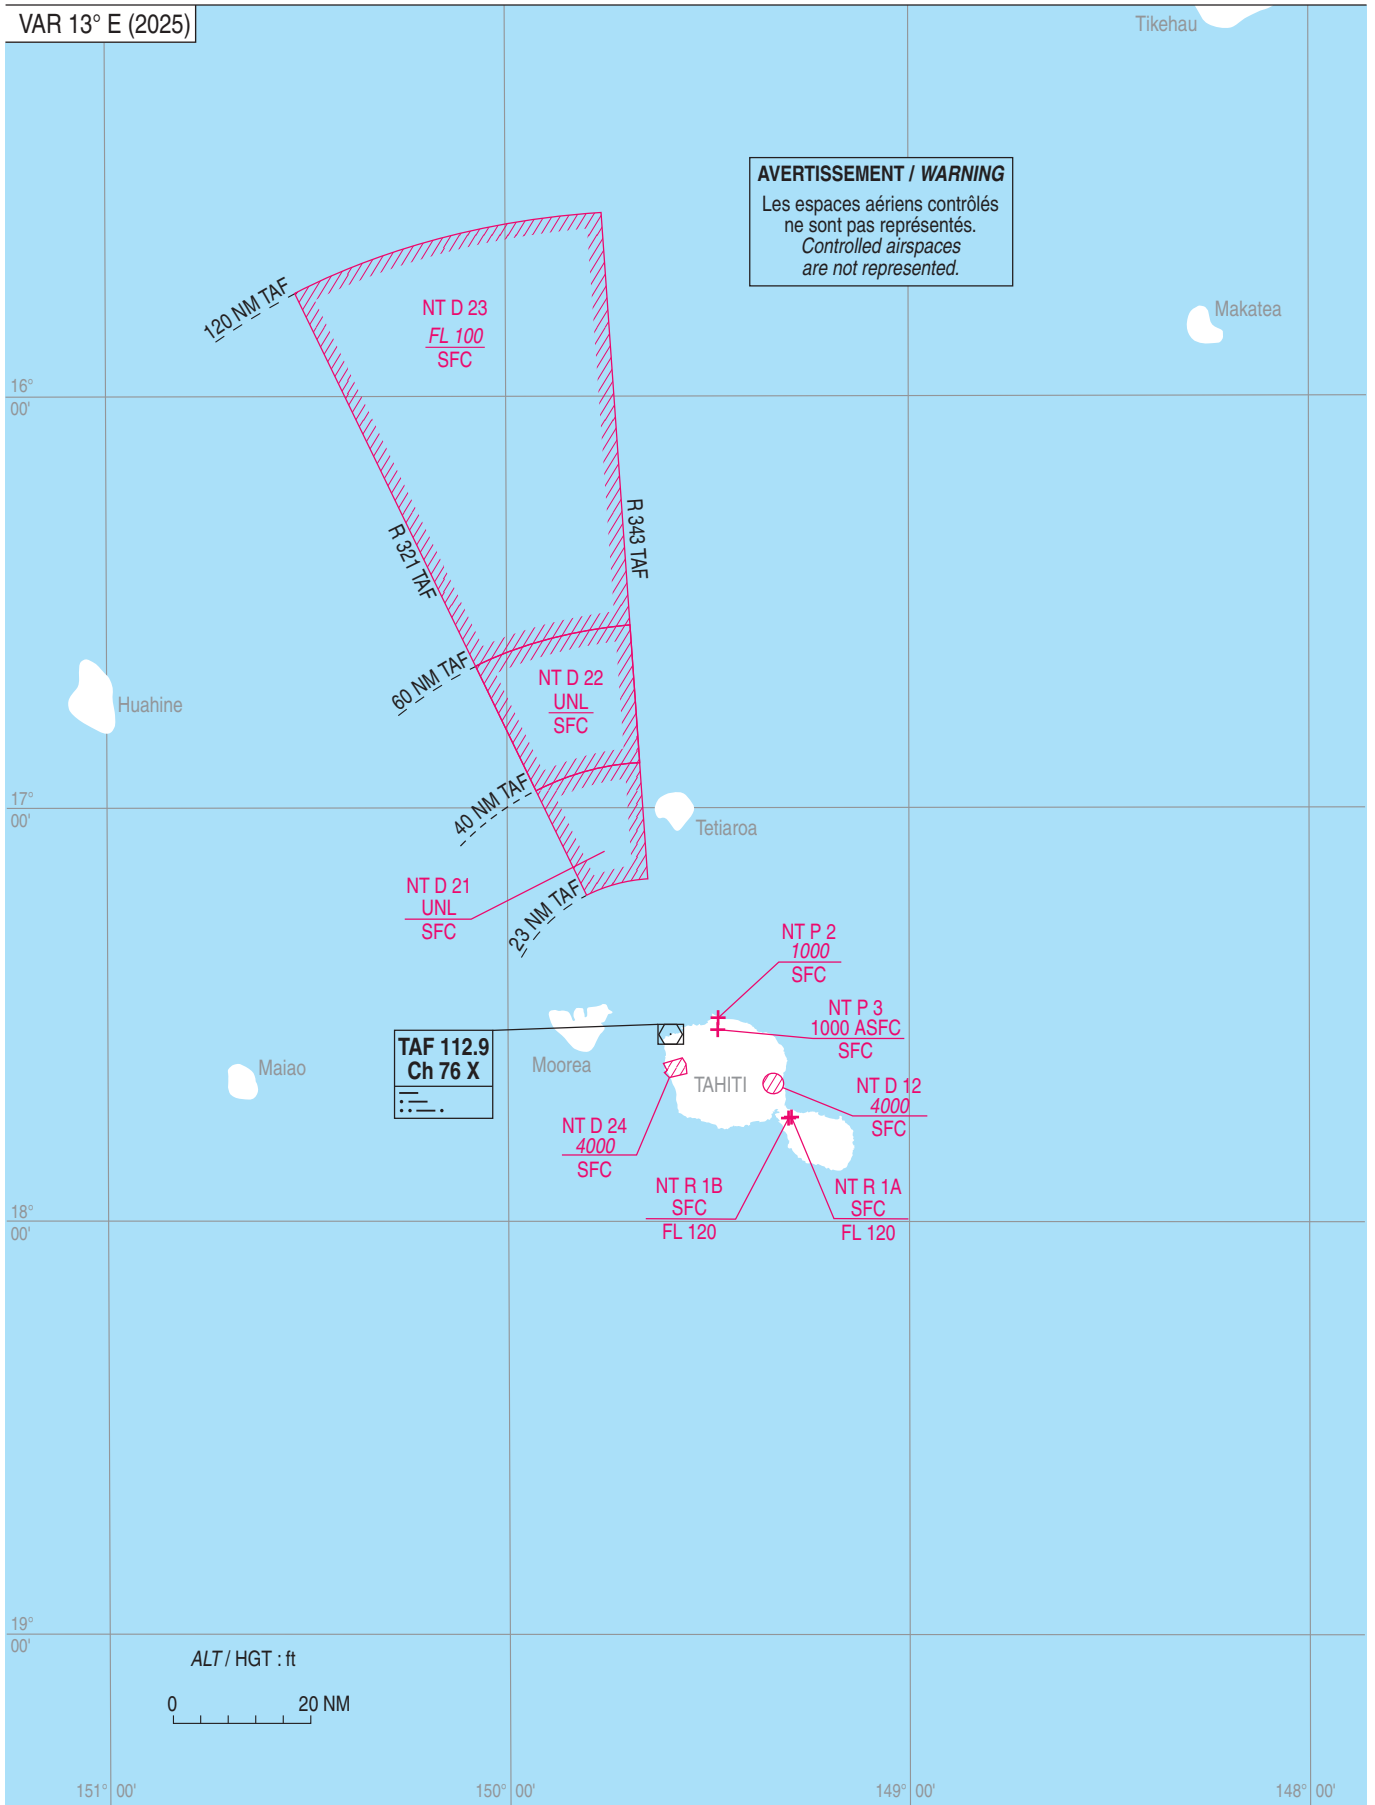 VAR 13° E (2025)
Tikehau
AVERTISSEMENT / WARNING
Les espaces aériens contrôlés
ne sont pas représentés.
Controlled airspaces
are not represented.
120 NM TAF
NT D 23
FL 100
SFC
Makatea
16°
00'
R 321 TAF
R 343 TAF
60 NM TAF
NT D 22
UNL
SFC
Huahine
40 NM TAF
17°
00'
Tetiaroa
NT D 21
UNL
SFC
23 NM TAF
NT P 2
1000
SFC
NT P 3
1000 ASFC
SFC
TAF 112.9
Ch 76 X
Maiao
Moorea
TAHITI
NT D 12
4000
SFC
NT D 24
4000
SFC
NT R 1B
SFC
FL 120
NT R 1A
SFC
FL 120
18°
00'
19°
00'
ALT / HGT : ft
0 20 NM
151° 00' 150° 00' 149° 00' 148° 00'